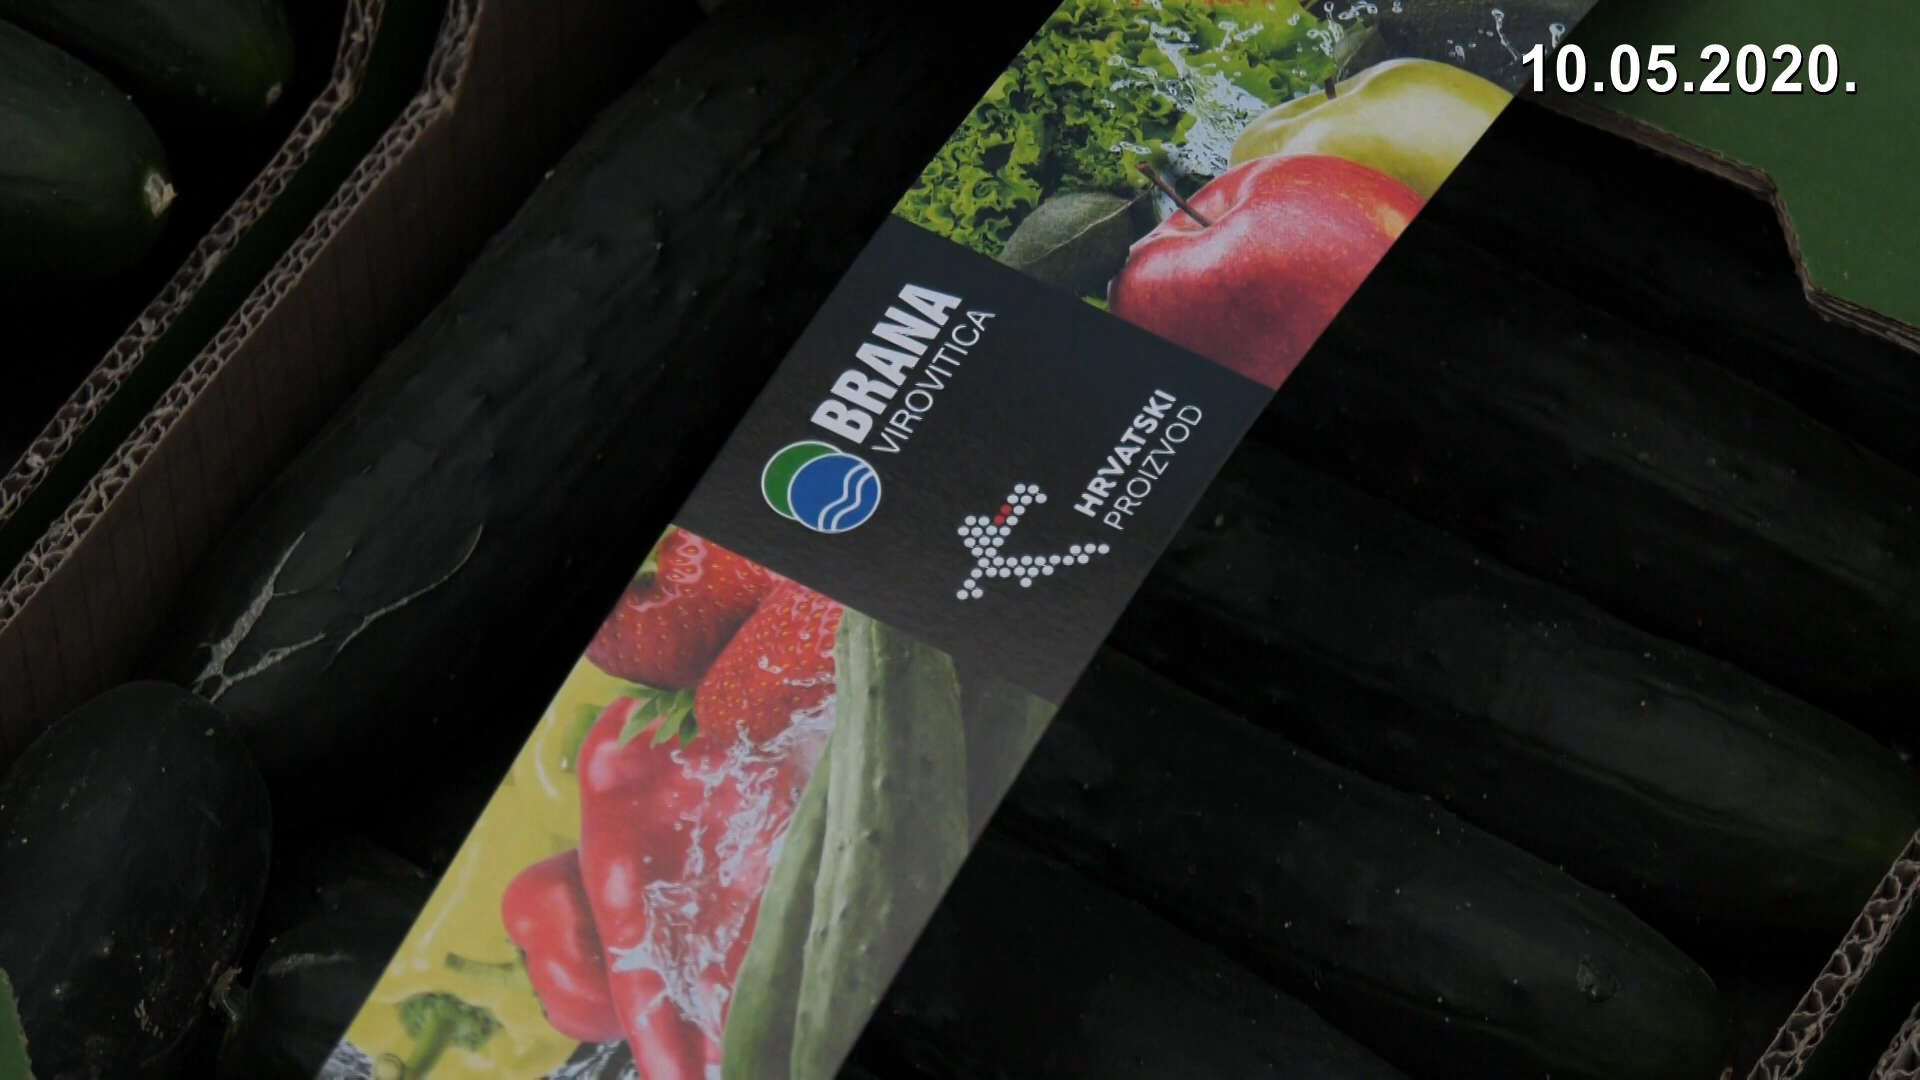 10.05.2020.
BRANA
VIROVITICA
HRVATSKI
PROIZVOD